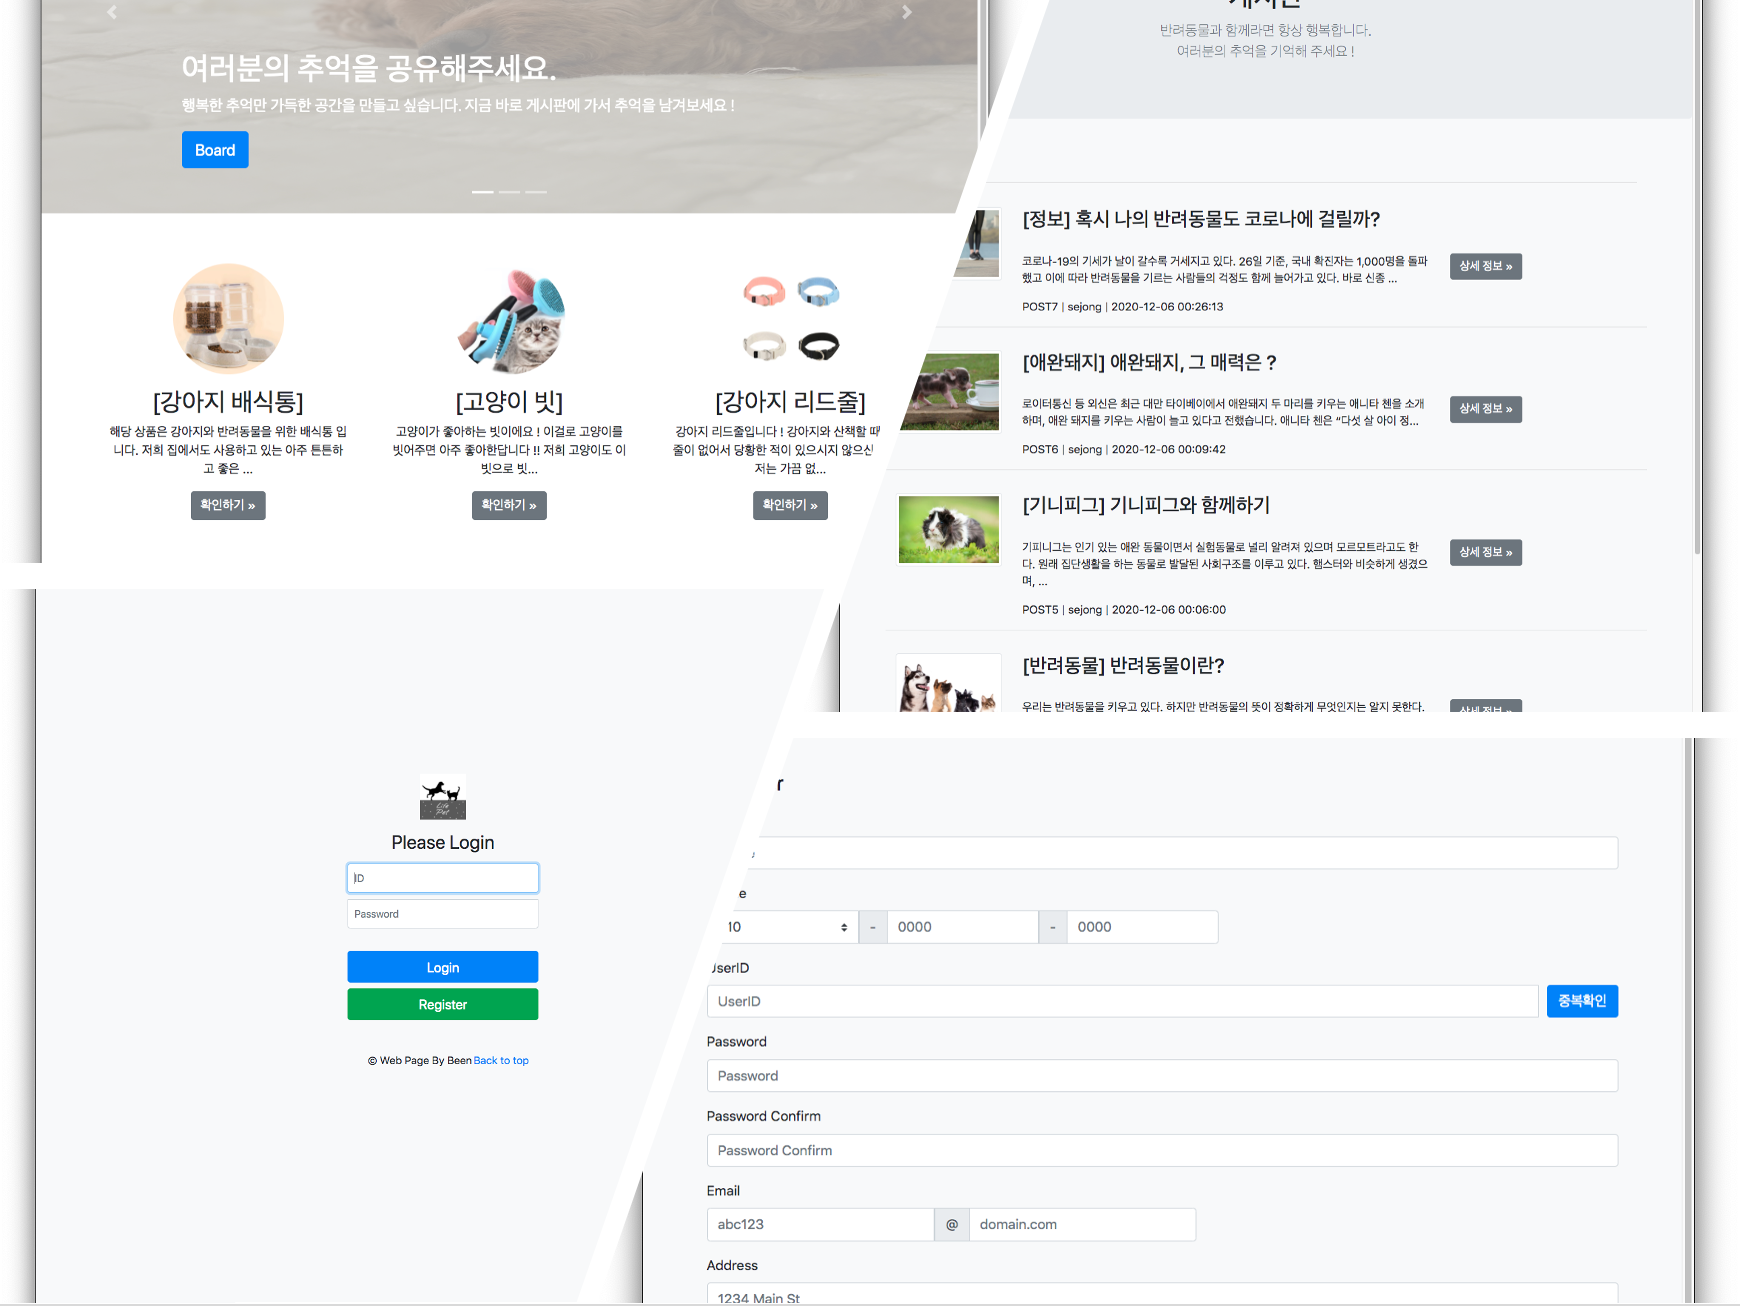 여러분의 추억을 공유해주세요.
행복한 추억만 가득한 공간을 만들고 싶습니다. 지금 바로 게시판에 가서 추억을 남겨보세요 !
Board
[강아지 배식통]
해당 상품은 강아지와 반려동물을 위한 배식통 입
니다. 저희 집에서도 사용하고 있는 아주 튼튼하
고 좋은 ...
확인하기 »
[고양이 빗]
고양이가 좋아하는 빗이에요 ! 이걸로 고양이를
빗어주면 아주 좋아한답니다 !! 저희 고양이도 이
빗으로 빗...
확인하기 »
[강아지 리드줄]
강아지 리드줄입니다 ! 강아지와 산책할 때
줄이 없어서 당황한 적이 있으시지 않으신
저는 가끔 없...
확인하기 »
게시판
반려동물과 함께라면 항상 행복합니다.
여러분의 추억을 기억해 주세요 !
[정보] 혹시 나의 반려동물도 코로나에 걸릴까?
코로나-19의 기세가 날이 갈수록 거세지고 있다. 26일 기준, 국내 확진자는 1,000명을 돌파
했고 이에 따라 반려동물을 기르는 사람들의 걱정도 함께 늘어가고 있다. 바로 신종 ...
상세 정보 »
POST7 | sejong | 2020-12-06 00:26:13
[애완돼지] 애완돼지, 그 매력은 ?
로이터통신 등 외신은 최근 대만 타이베이에서 애완돼지 두 마리를 키우는 애니타 첸을 소개
하며, 애완 돼지를 키우는 사람이 늘고 있다고 전했습니다. 애니타 첸은 “다섯 살 아이 정...
상세 정보 »
POST6 | sejong | 2020-12-06 00:09:42
[기니피그] 기니피그와 함께하기
기피니그는 인기 있는 애완 동물이면서 실험동물로 널리 알려져 있으며 모르모트라고도 한
다. 원래 집단생활을 하는 동물로 발달된 사회구조를 이루고 있다. 햄스터와 비슷하게 생겼으
며, ...
상세 정보 »
POST5 | sejong | 2020-12-06 00:06:00
[반려동물] 반려동물이란?
우리는 반려동물을 키우고 있다. 하지만 반려동물의 뜻이 정확하게 무엇인지는 알지 못한다.
상세 정보 »
Life
Pet
Please Login
ID
Password
Login
Register
© Web Page By Been Back to top
r
e
10 - 0000 - 0000
UserID
UserID
중복확인
Password
Password
Password Confirm
Password Confirm
Email
abc123 @ domain.com
Address
1234 Main St